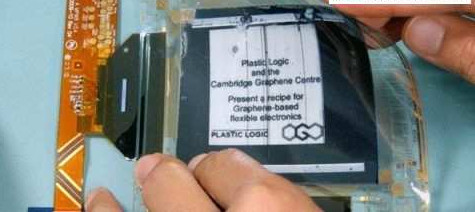 Plastic Logic
and the
Cambridge Graphene Centre
Present a recipe for
Graphene-based
flexible electronics
PLASTIC LOGIC